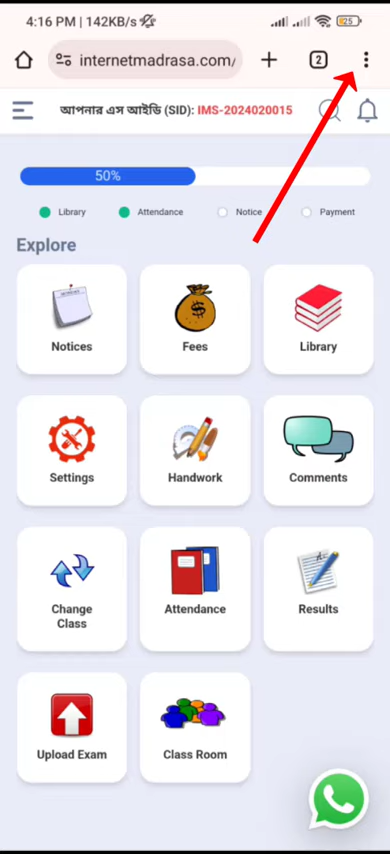 4:16 PM | 142KB/s
25
internetmadrasa.com/
2
আপনার এস আইডি (SID): IMS-2024020015
50%
Library Attendance Notice Payment
Explore
Notices Fees Library
Settings Handwork Comments
Change Class Attendance Results
Upload Exam Class Room